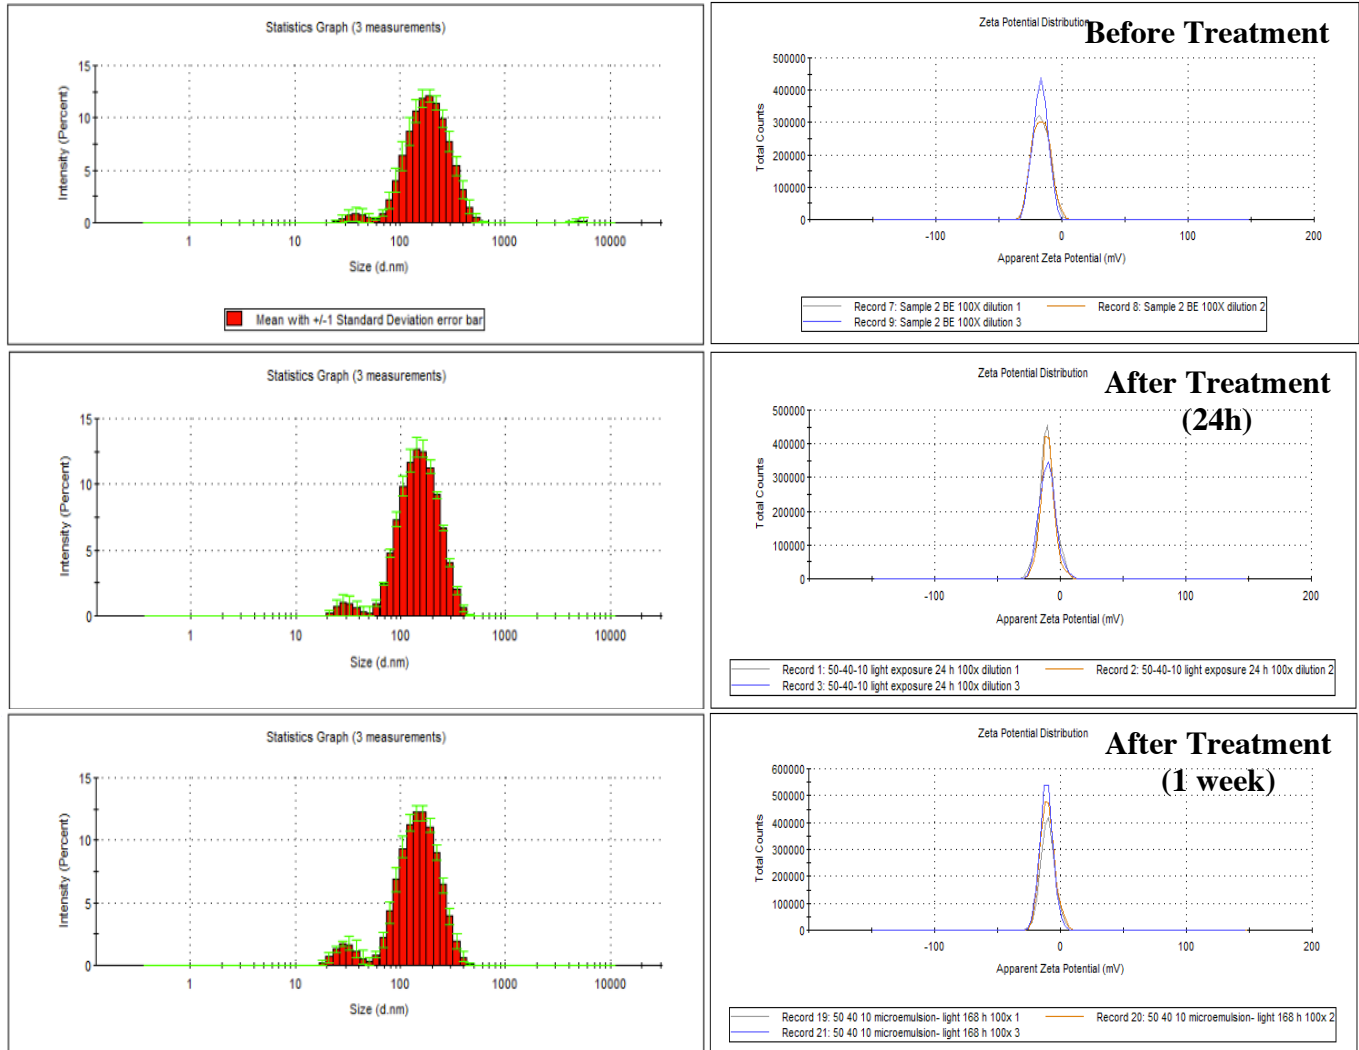 Statistics Graph (3 measurements)
15
10
5
0
Intensity (Percent)
1 10 100 1000 10000
Size (d.nm)
Mean with +/-1 Standard Deviation error bar
Zeta Potential Distribution
Before Treatment
500000
400000
300000
200000
100000
0
Total Counts
-100 0 100 200
Apparent Zeta Potential (mV)
Record 7: Sample 2 BE 100X dilution 1 Record 8: Sample 2 BE 100X dilution 2
Record 9: Sample 2 BE 100X dilution 3
Statistics Graph (3 measurements)
15
10
5
0
Intensity (Percent)
1 10 100 1000 10000
Size (d.nm)
Zeta Potential Distribution
After Treatment
(24h)
500000
400000
300000
200000
100000
0
Total Counts
-100 0 100 200
Apparent Zeta Potential (mV)
Record 1: 50-40-10 light exposure 24 h 100x dilution 1 Record 2: 50-40-10 light exposure 24 h 100x dilution 2
Record 3: 50-40-10 light exposure 24 h 100x dilution 3
Statistics Graph (3 measurements)
15
10
5
0
Intensity (Percent)
1 10 100 1000 10000
Size (d.nm)
Zeta Potential Distribution
After Treatment
(1 week)
600000
500000
400000
300000
200000
100000
0
Total Counts
-100 0 100 200
Apparent Zeta Potential (mV)
Record 19: 50 40 10 microemulsion- light 168 h 100x 1 Record 20: 50 40 10 microemulsion- light 168 h 100x 2
Record 21: 50 40 10 microemulsion- light 168 h 100x 3